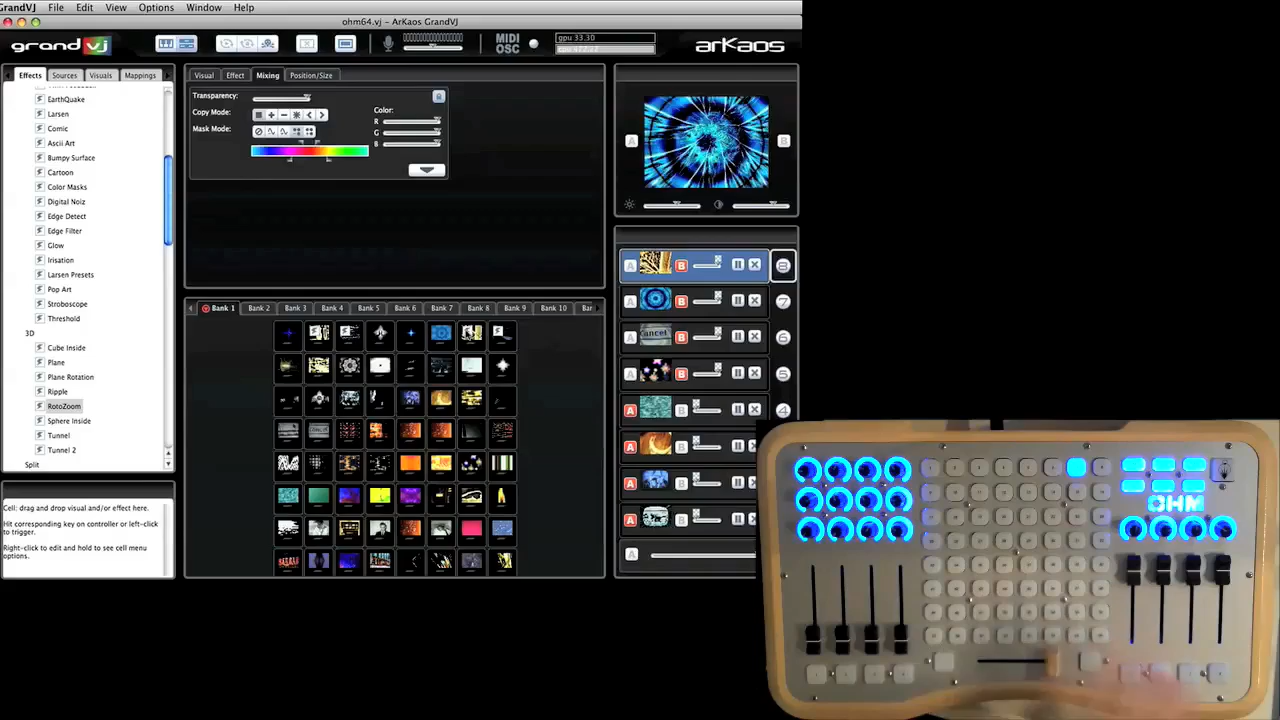 GrandVJ File Edit View Options Window Help
ohm64.vj - ArKaos GrandVJ
grand vj
MIDI
OSC
gpu 33.30
arKaos
Effects Sources Visuals Mappings
EarthQuake
Larsen
Comic
Ascii Art
Bumpy Surface
Cartoon
Color Masks
Digital Noiz
Edge Detect
Edge Filter
Glow
Irisation
Larsen Presets
Pop Art
Stroboscope
Threshold
3D
Cube Inside
Plane
Plane Rotation
Ripple
RotoZoom
Sphere Inside
Tunnel
Tunnel 2
Split
Cell: drag and drop visual and/or effect here.
Hit corresponding key on controller or left-click
to trigger.
Right-click to edit and hold to see cell menu
options.
Visual Effect Mixing Position/Size
Transparency:
Copy Mode:
Mask Mode:
Color:
R
G
B
Bank 1 Bank 2 Bank 3 Bank 4 Bank 5 Bank 6 Bank 7 Bank 8 Bank 9 Bank 10 Bar
A B
A B 8
A B 7
A B 6
A B 5
A B 4
A B
A B
A B
A
OHM